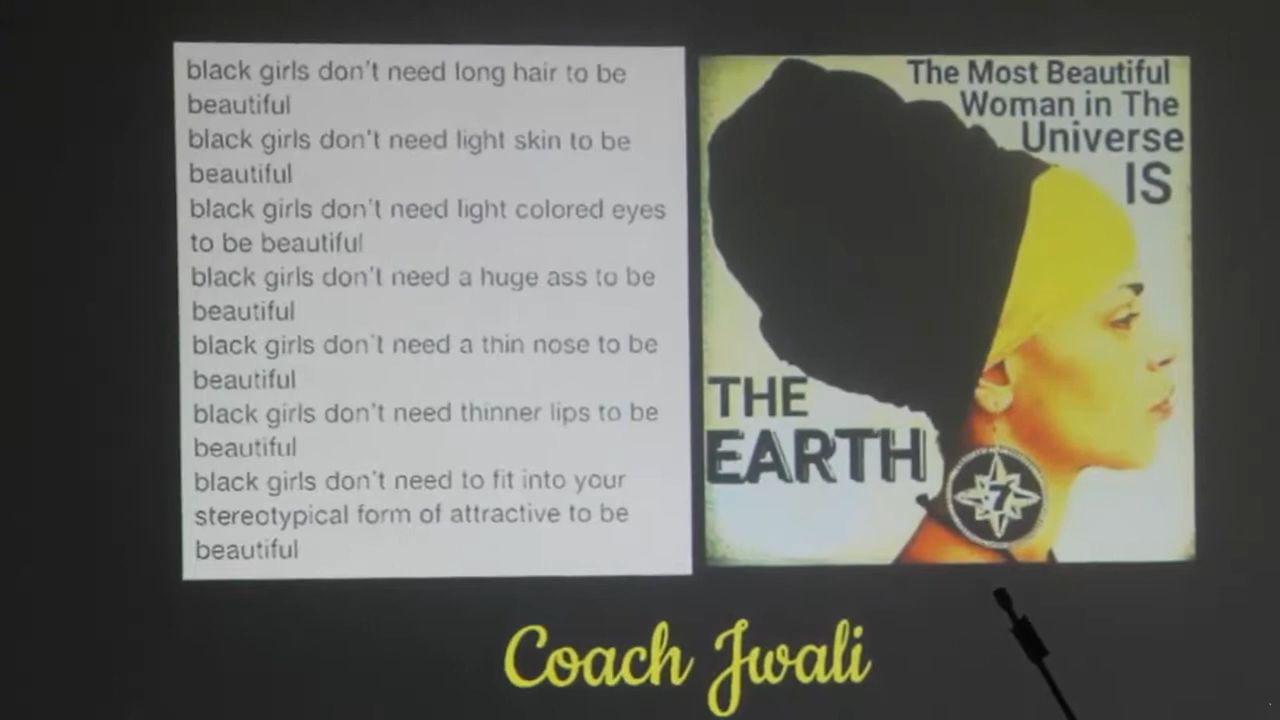 black girls don't need long hair to be
beautiful
black girls don't need light skin to be
beautiful
black girls don't need light colored eyes
to be beautiful
black girls don't need a huge ass to be
beautiful
black girls don't need a thin nose to be
beautiful
black girls don't need thinner lips to be
beautiful
black girls don't need to fit into your
stereotypical form of attractive to be
beautiful
The Most Beautiful
Woman in The
Universe
IS
THE
EARTH
7
Coach Jwali